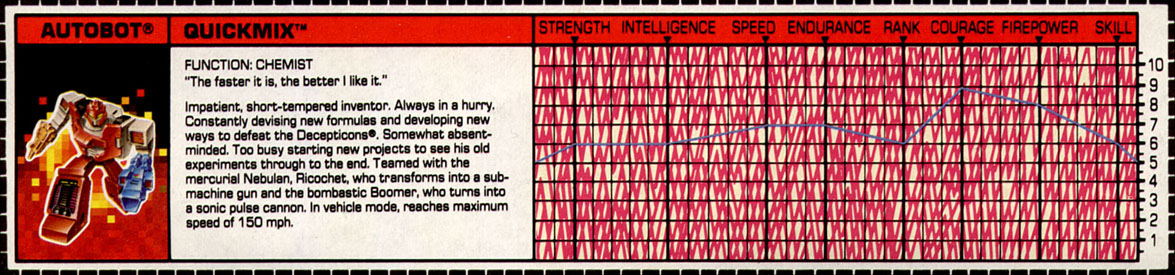 AUTOBOT®
QUICKMIX™
FUNCTION: CHEMIST
"The faster it is, the better I like it."
Impatient, short-tempered inventor. Always in a hurry.
Constantly devising new formulas and developing new
ways to defeat the Decepticons®. Somewhat absent-
minded. Too busy starting new projects to see his old
experiments through to the end. Teamed with the
mercurial Nebulan, Ricochet, who transforms into a sub-
machine gun and the bombastic Boomer, who turns into
a sonic pulse cannon. In vehicle mode, reaches maximum
speed of 150 mph.
STRENGTH INTELLIGENCE SPEED ENDURANCE RANK COURAGE FIREPOWER SKILL
10
9
8
7
6
5
4
3
2
1